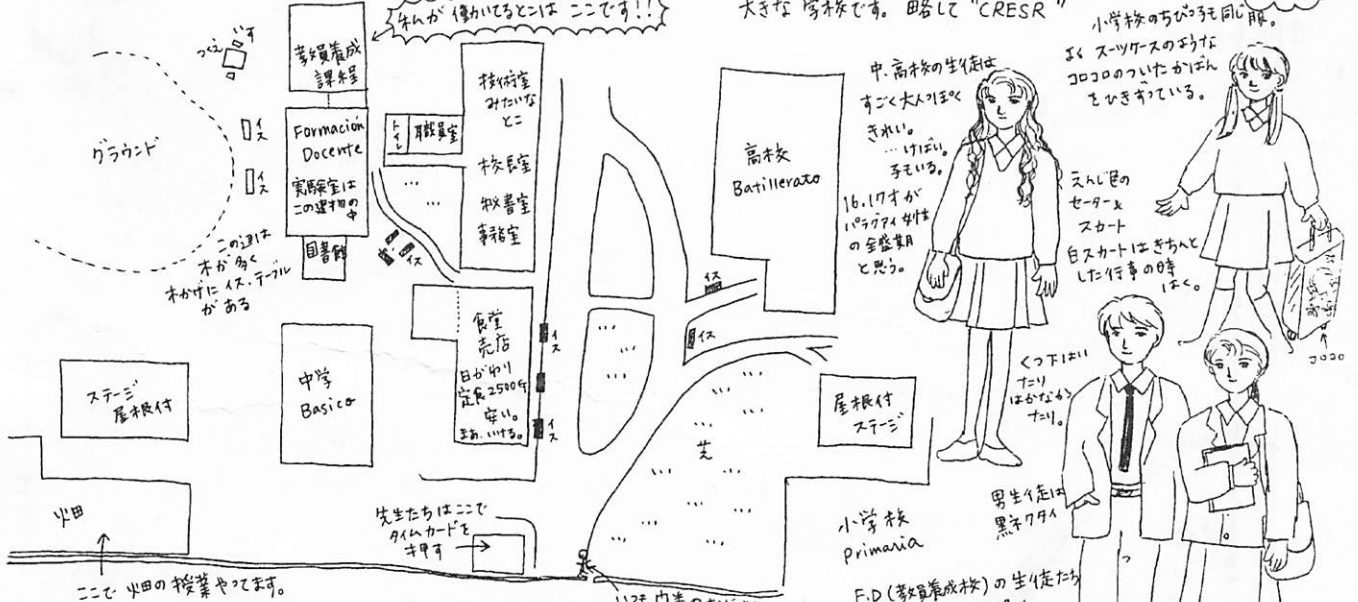 私が働いてるとこは ここです!!
大きな学校です。略して "CRESR"
小学校のちびっ子も同じ服。
よく スーツケースのような
コロコロのついた かばん
をひきずっている。
つくえ
いす
教員養成
課程
グラウンド
イス
イス
Formación
Docente
実験室は
この建物の
中
図書館
この辺は
木が多く
木かげに イス、テーブル
がある
トイレ
職員室
技術室
みたいな
とこ
校長室
秘書室
事務室
イス
高校
Batillerato
イス
イス
中、高校の生徒は
すごく大人っぽく
きれい。
…けばい。
子もいる。
16.17才が
パラグアイ女性
の全盛期
と思う。
えんじ色の
セーター &
スカート
白スカートはきちんと
した行事の時
はく。
コロコロ
ステージ
屋根付
中学
Basico
食堂
売店
日がわり
定食2500G
安い。
まあ、いける。
イス
イス
芝
屋根付
ステージ
くつ下はい
たり
はかなかっ
たり。
男生徒は
黒ネクタイ
畑
ここで 畑の授業やってます。
先生たちはここで
タイムカードを
押す
小学校
primaria
F.D (教員養成校) の生徒たち